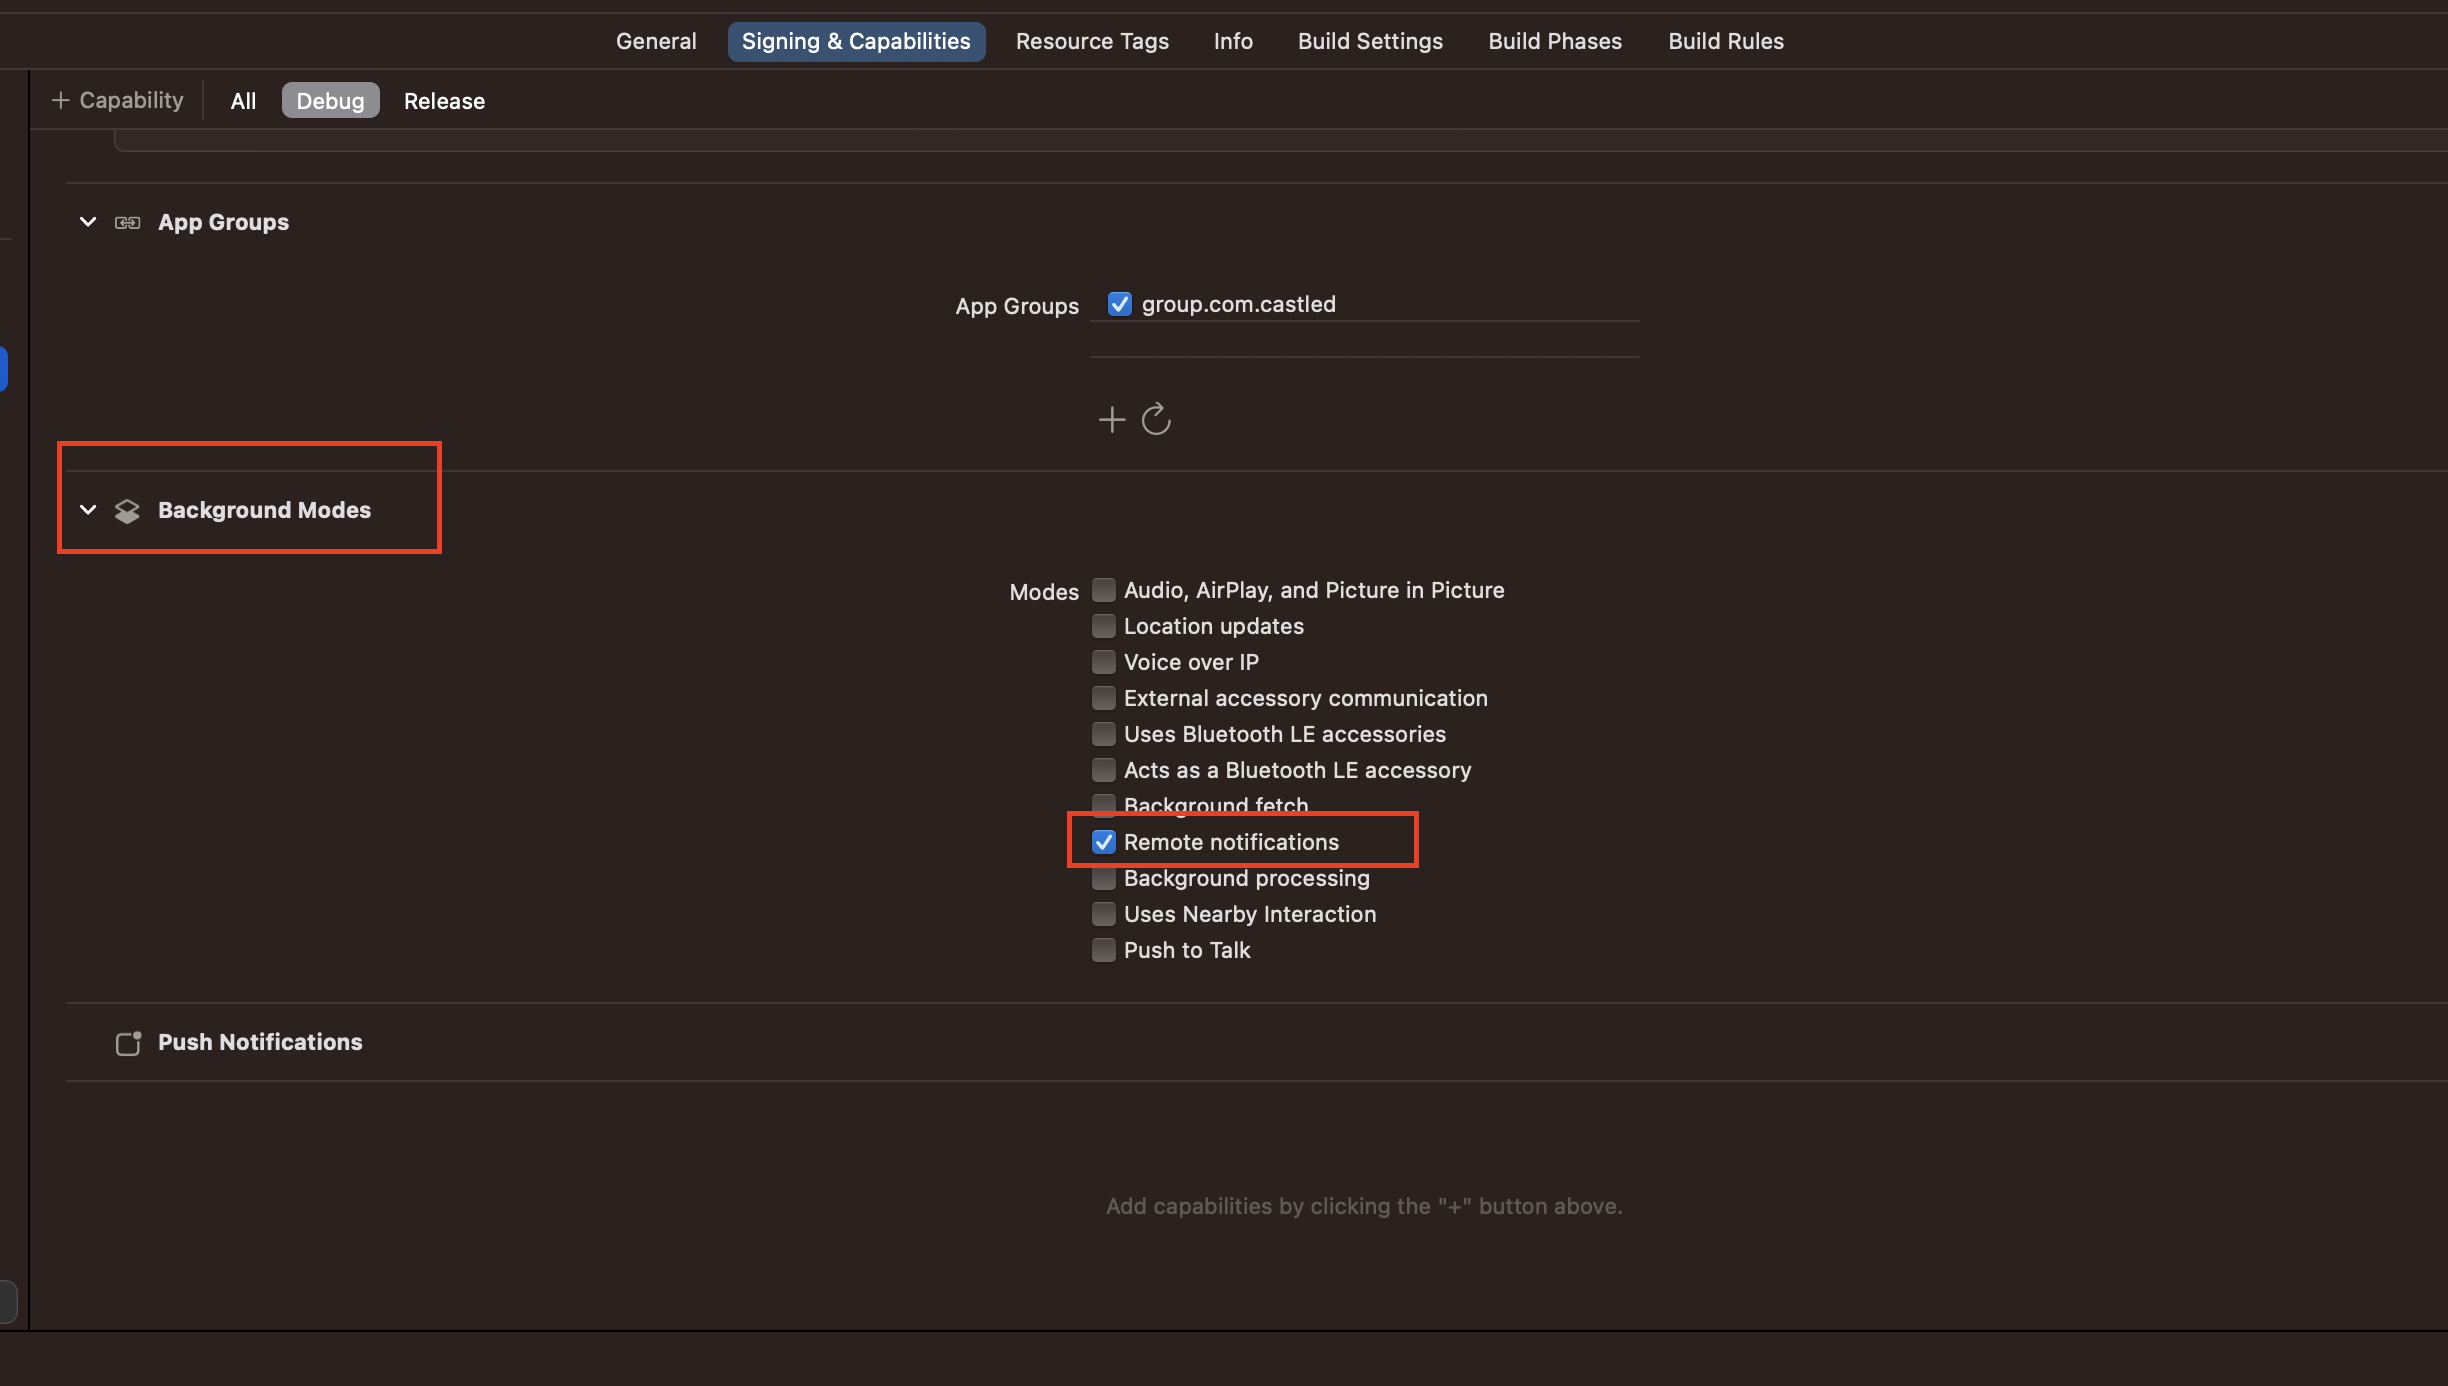 General Signing & Capabilities Resource Tags Info Build Settings Build Phases Build Rules
+ Capability All Debug Release
App Groups
App Groups group.com.castled
Background Modes
Modes Audio, AirPlay, and Picture in Picture
Location updates
Voice over IP
External accessory communication
Uses Bluetooth LE accessories
Acts as a Bluetooth LE accessory
Background fetch
Remote notifications
Background processing
Uses Nearby Interaction
Push to Talk
Push Notifications
Add capabilities by clicking the "+" button above.